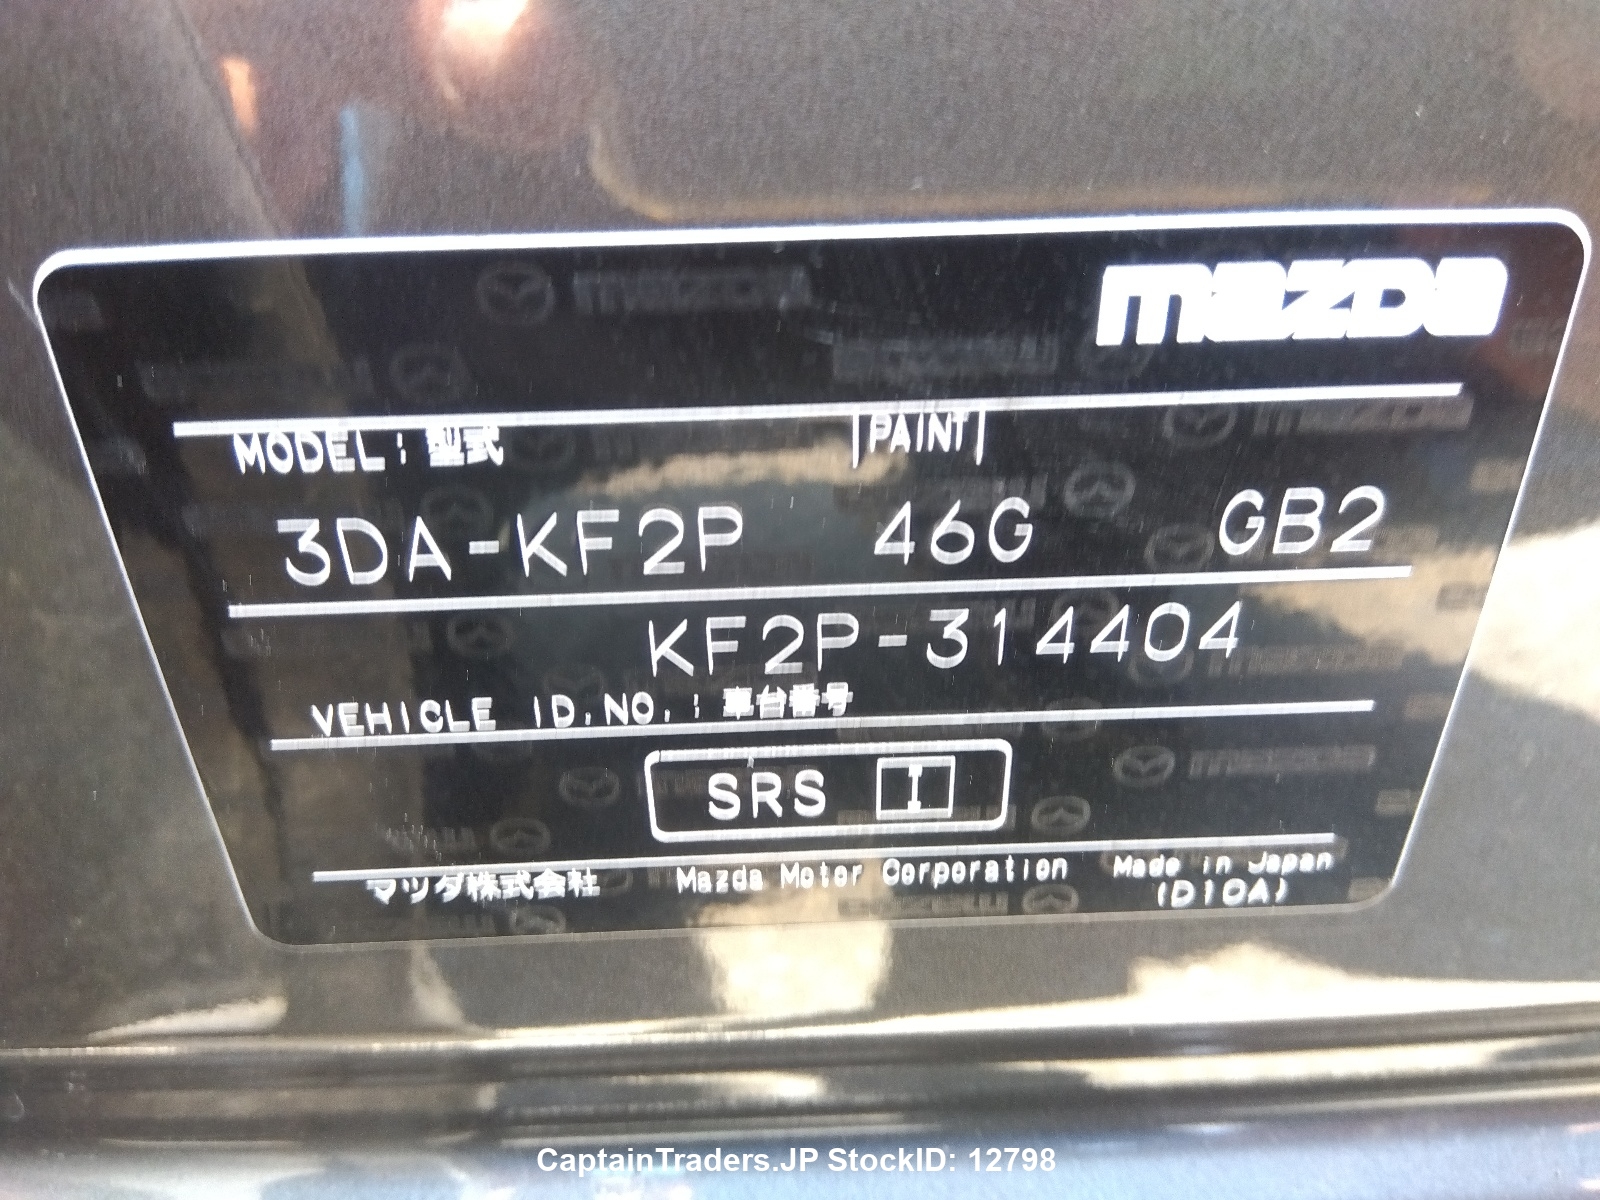 mazda
MODEL: 型式 PAINT
3DA-KF2P 46G GB2
KF2P-314404
VEHICLE ID.NO.: 車台番号
SRS I
マツダ株式会社 Mazda Motor Corporation Made in Japan
(D10A)
CaptainTraders.JP StockID: 12798